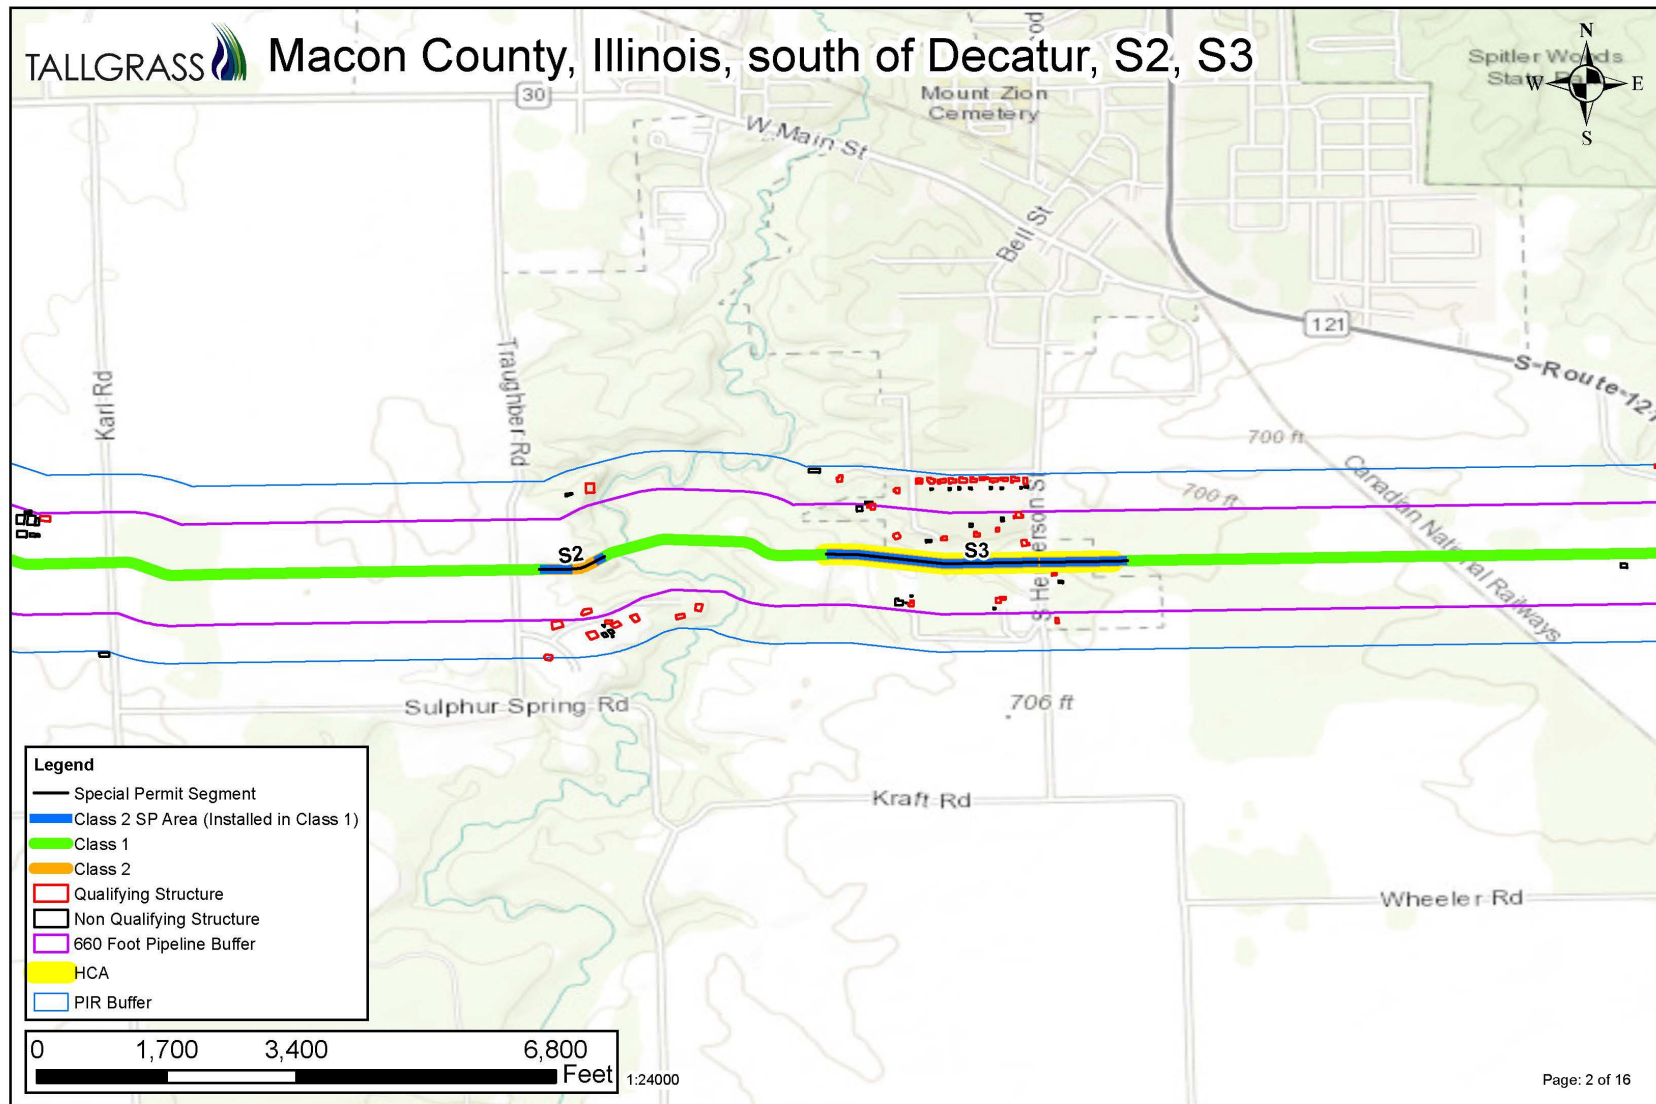 TALLGRASS
Macon County, Illinois, south of Decatur, S2, S3
N
W
E
S
30
W Main St
Mount Zion
Cemetery
Bell St
121
S-Route-121
Karl Rd
Traughber Rd
700 ft
700 ft
Canadian National Railways
S2
S3
Sulphur Spring Rd
706 ft
Kraft Rd
Wheeler Rd
Legend
Special Permit Segment
Class 2 SP Area (Installed in Class 1)
Class 1
Class 2
Qualifying Structure
Non Qualifying Structure
660 Foot Pipeline Buffer
HCA
PIR Buffer
0 1,700 3,400 6,800
Feet
1:24000
Page: 2 of 16